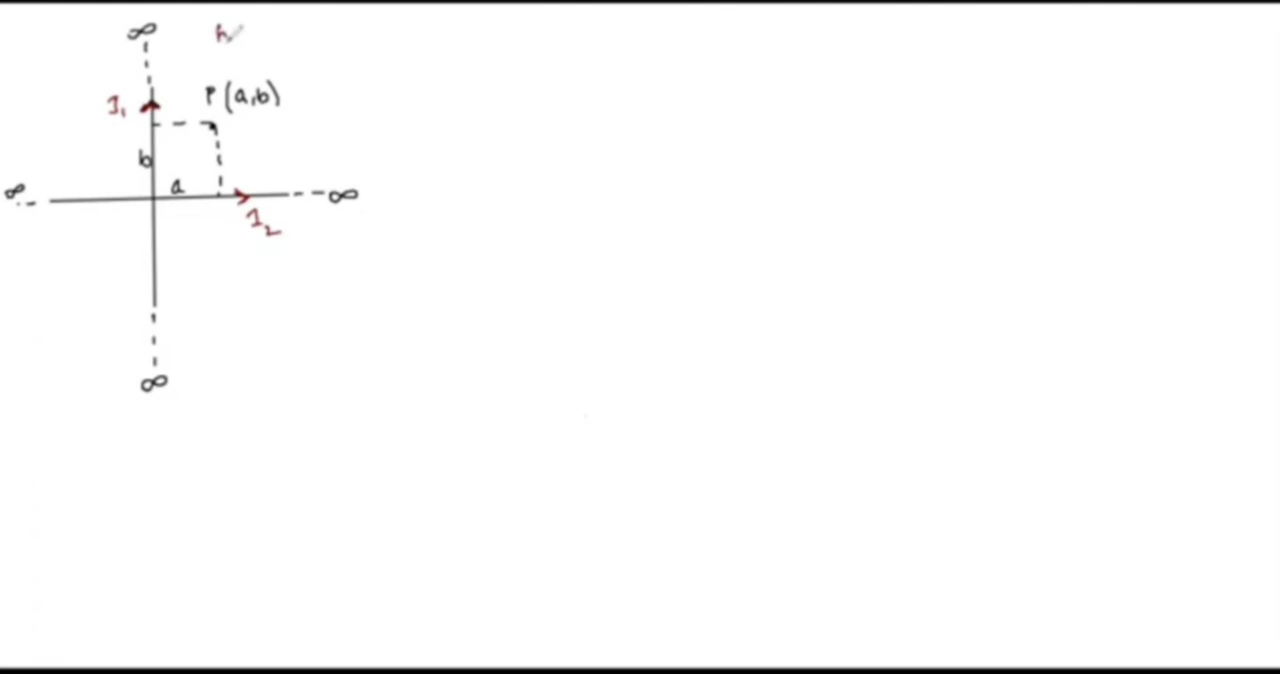 ∞
I₁
P(a,b)
b
a
∞
∞
I₂
∞